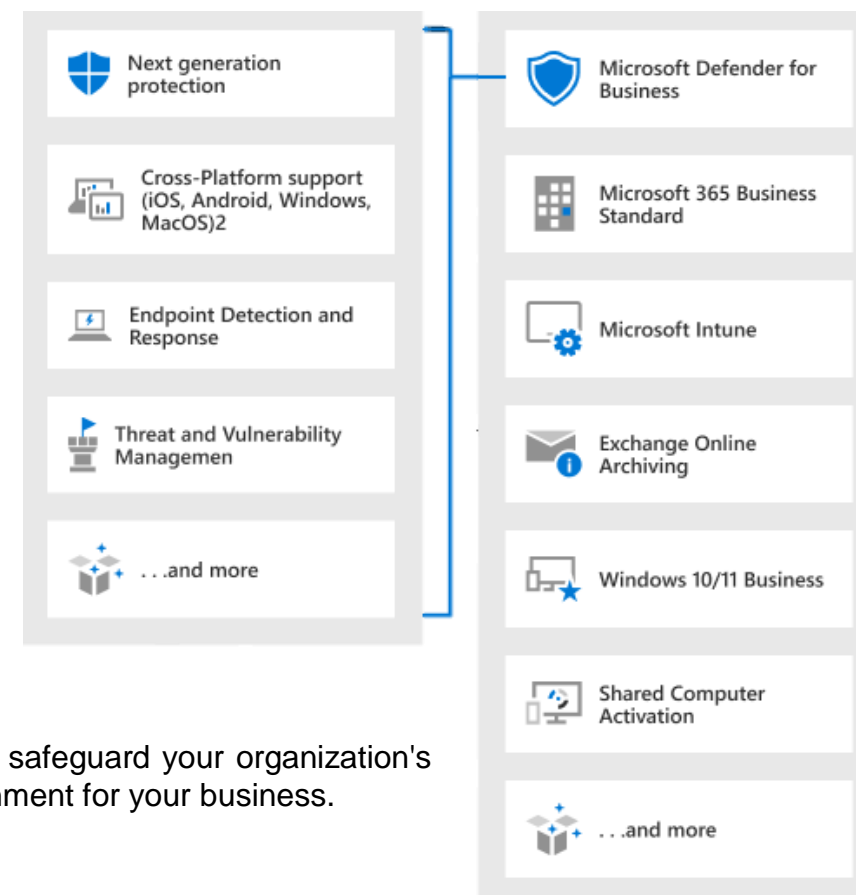 Next generation
protection
Cross-Platform support
(iOS, Android, Windows,
MacOS)2
Endpoint Detection and
Response
Threat and Vulnerability
Managemen
. . .and more
safeguard your organization's
nment for your business.
Microsoft Defender for
Business
Microsoft 365 Business
Standard
Microsoft Intune
Exchange Online
Archiving
Windows 10/11 Business
Shared Computer
Activation
. . .and more